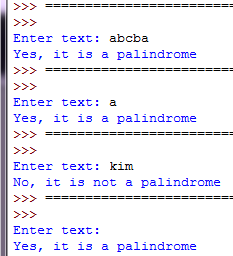 >>> ========================
>>>
Enter text: abcba
Yes, it is a palindrome
>>> ========================
>>>
Enter text: a
Yes, it is a palindrome
>>> ========================
>>>
Enter text: kim
No, it is not a palindrome
>>> ========================
>>>
Enter text:
Yes, it is a palindrome